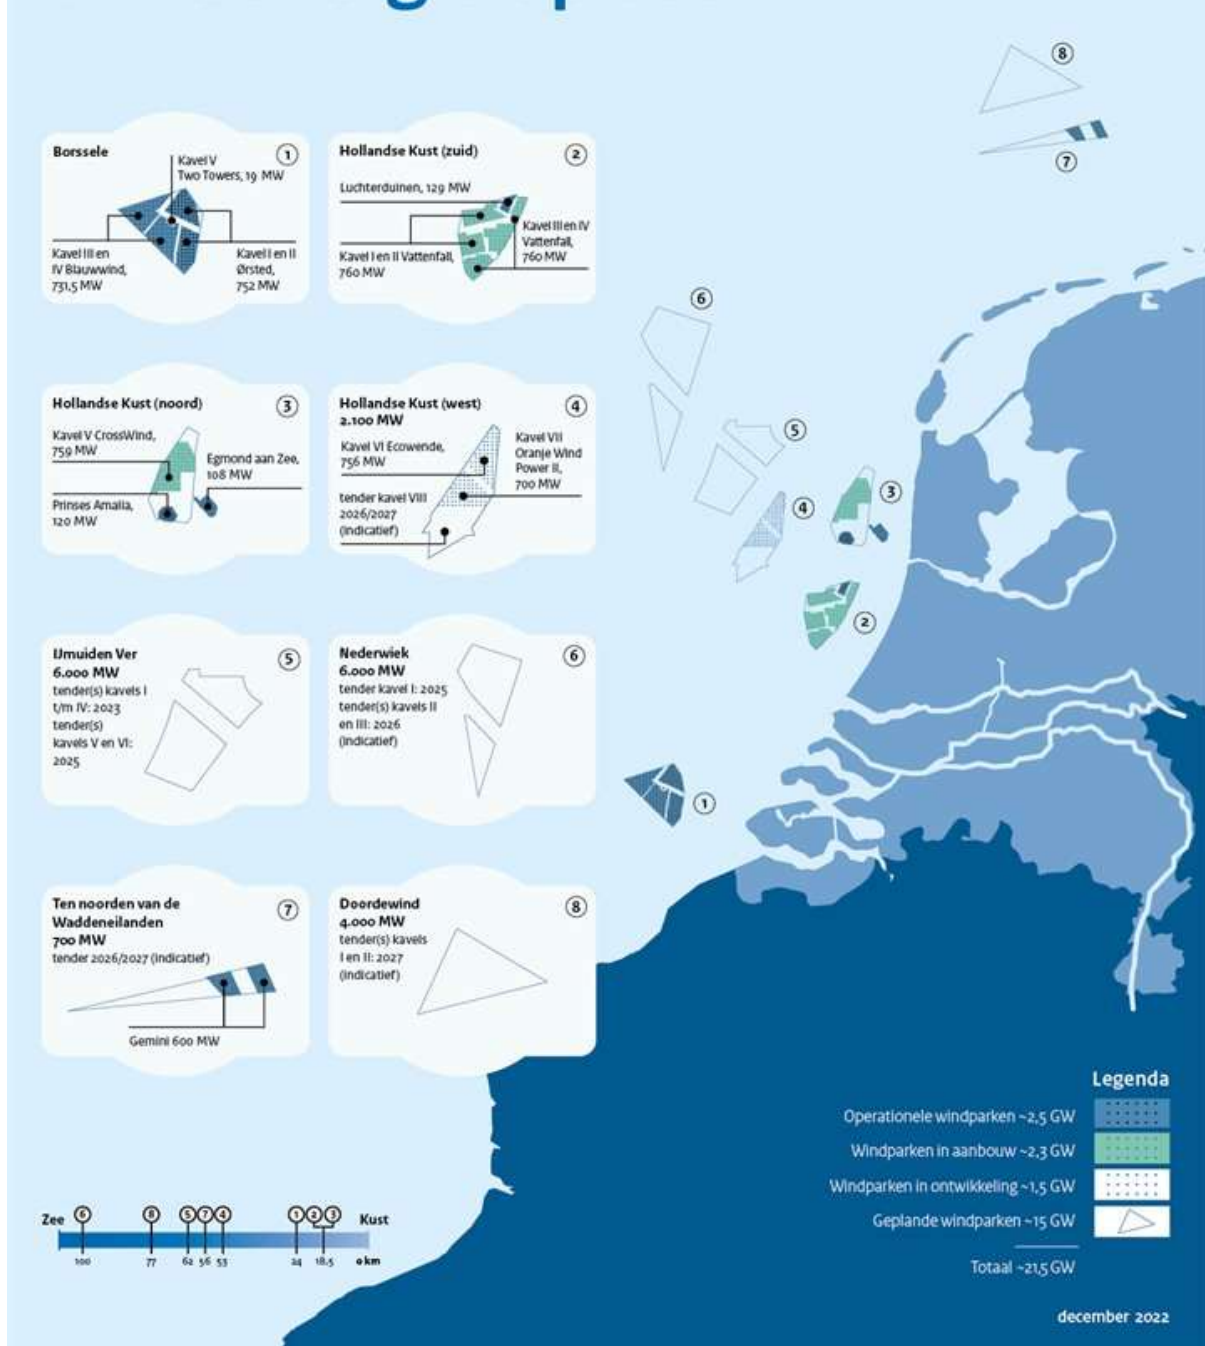 Borssele
1
Kavel V
Two Towers, 19 MW
Kavel III en
IV Blauwwind,
731,5 MW
Kavel I en II
Ørsted,
752 MW
Hollandse Kust (zuid)
2
Luchterduinen, 129 MW
Kavel I en II Vattenfall,
760 MW
Kavel III en IV
Vattenfall,
760 MW
Hollandse Kust (noord)
3
Kavel V CrossWind,
759 MW
Egmond aan Zee,
108 MW
Prinses Amalia,
120 MW
Hollandse Kust (west)
2.100 MW
4
Kavel VI Ecowende,
756 MW
Kavel VII
Oranje Wind
Power II,
700 MW
tender kavel VIII
2026/2027
(indicatief)
IJmuiden Ver
6.000 MW
5
tender(s) kavels I
t/m IV: 2023
tender(s)
kavels V en VI:
2025
Nederwiek
6.000 MW
6
tender kavel I: 2025
tender(s) kavels II
en III: 2026
(indicatief)
Ten noorden van de
Waddeneilanden
700 MW
7
tender 2026/2027 (indicatief)
Gemini 600 MW
Doordewind
4.000 MW
8
tender(s) kavels
I en II: 2027
(indicatief)
8
7
6
5
4
3
2
1
Legenda
Operationele windparken ~2,5 GW
Windparken in aanbouw ~2,3 GW
Windparken in ontwikkeling ~1,5 GW
Geplande windparken ~15 GW
Totaal ~21,5 GW
december 2022
Zee 6 8 5 7 4 1 2 3 Kust
100 77 62 56 53 24 18,5 0 km